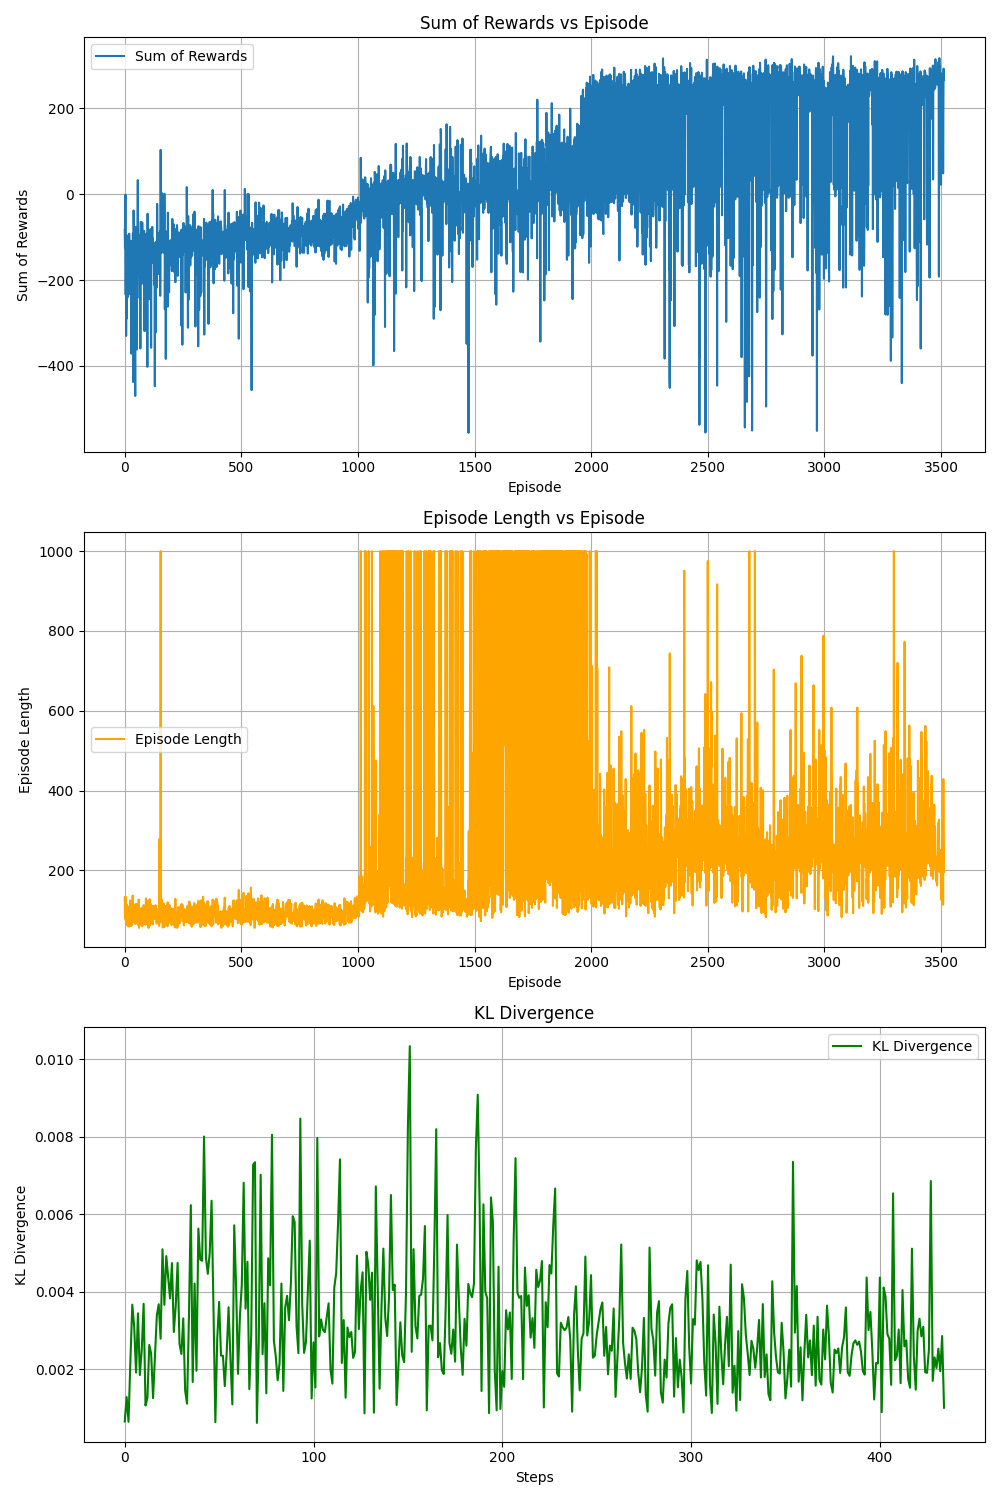 Sum of Rewards vs Episode
Sum of Rewards
Sum of Rewards
200
0
−200
−400
0 500 1000 1500 2000 2500 3000 3500
Episode
Episode Length vs Episode
Episode Length
Episode Length
1000
800
600
400
200
0 500 1000 1500 2000 2500 3000 3500
Episode
KL Divergence
KL Divergence
KL Divergence
0.010
0.008
0.006
0.004
0.002
0 100 200 300 400
Steps